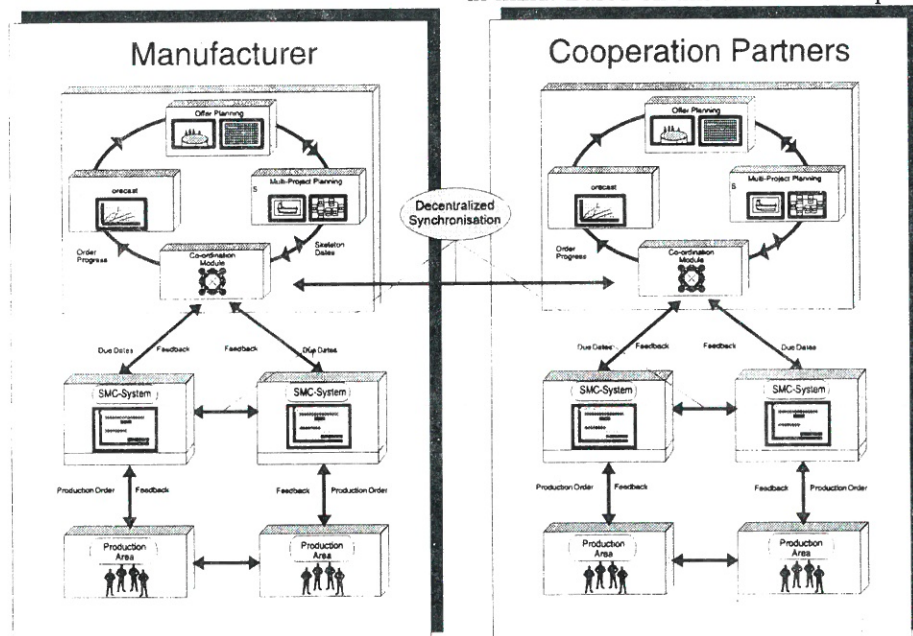 Manufacturer
Offer Planning
orecast
Multi-Project Planning
S
Order
Progress
Skeleton
Dates
Co-ordination
Module
Due Dates
Feedback
Feedback
Due Dates
SMC-System
SMC-System
Production Order
Feedback
Feedback
Production Order
Production
Area
Production
Area
Decentralized
Synchronisation
Cooperation Partners
Offer Planning
orecast
Multi-Project Planning
S
Order
Progress
Co-ordination
Module
Due Dates
Feedback
Feedback
Due Dates
SMC-System
SMC-System
Production Order
Feedback
Feedback
Production Order
Production
Area
Production
Area